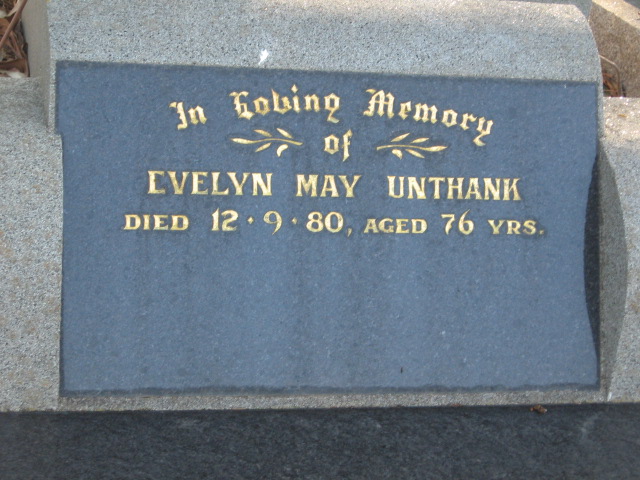 In Loving Memory
of
EVELYN MAY UNTHANK
DIED 12·9·80, AGED 76 YRS.